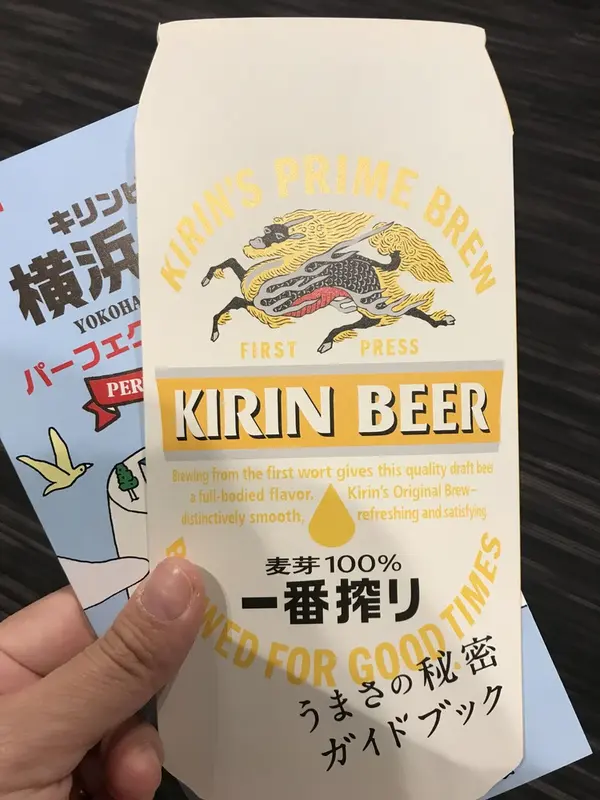 KIRIN'S PRIME BREW
FIRST PRESS
KIRIN BEER
Brewing from the first wort gives this quality draft beer
a full-bodied flavor. Kirin's Original Brew–
distinctively smooth, refreshing and satisfying
麦芽100%
一番搾り
WED FOR GOOD TIMES
うまさの秘密
ガイドブック
キリンビ
横浜
YOKOHA
パーフェク
PER